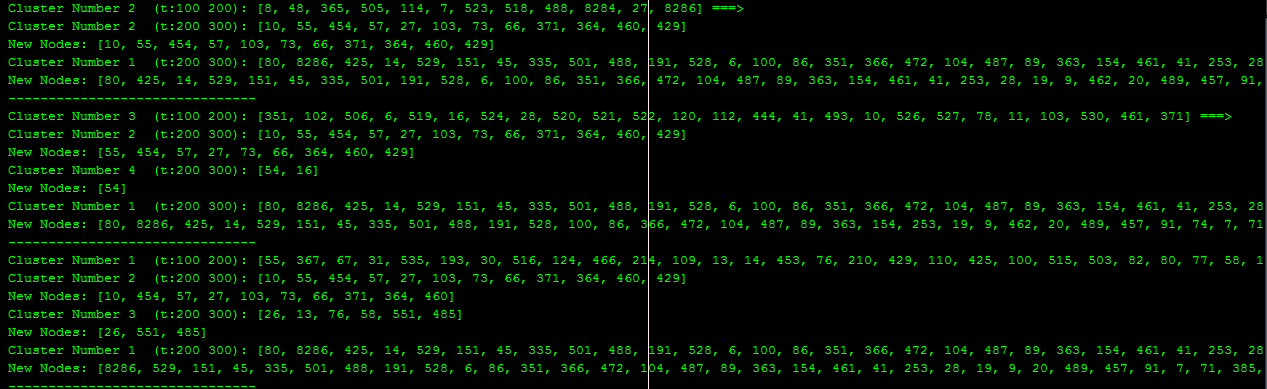 Cluster Number 2  (t:100 200): [8, 48, 365, 505, 114, 7, 523, 518, 488, 8284, 27, 8286] ===>
Cluster Number 2  (t:200 300): [10, 55, 454, 57, 27, 103, 73, 66, 371, 364, 460, 429]
New Nodes: [10, 55, 454, 57, 103, 73, 66, 371, 364, 460, 429]
Cluster Number 1  (t:200 300): [80, 8286, 425, 14, 529, 151, 45, 335, 501, 488, 191, 528, 6, 100, 86, 351, 366, 472, 104, 487, 89, 363, 154, 461, 41, 253, 28
New Nodes: [80, 425, 14, 529, 151, 45, 335, 501, 191, 528, 6, 100, 86, 351, 366, 472, 104, 487, 89, 363, 154, 461, 41, 253, 28, 19, 9, 462, 20, 489, 457, 91,
-------------------------------
Cluster Number 3  (t:100 200): [351, 102, 506, 6, 519, 16, 524, 28, 520, 521, 522, 120, 112, 444, 41, 493, 10, 526, 527, 78, 11, 103, 530, 461, 371] ===>
Cluster Number 2  (t:200 300): [10, 55, 454, 57, 27, 103, 73, 66, 371, 364, 460, 429]
New Nodes: [55, 454, 57, 27, 73, 66, 364, 460, 429]
Cluster Number 4  (t:200 300): [54, 16]
New Nodes: [54]
Cluster Number 1  (t:200 300): [80, 8286, 425, 14, 529, 151, 45, 335, 501, 488, 191, 528, 6, 100, 86, 351, 366, 472, 104, 487, 89, 363, 154, 461, 41, 253, 28
New Nodes: [80, 8286, 425, 14, 529, 151, 45, 335, 501, 488, 191, 528, 100, 86, 366, 472, 104, 487, 89, 363, 154, 253, 19, 9, 462, 20, 489, 457, 91, 74, 7, 71
-------------------------------
Cluster Number 1  (t:100 200): [55, 367, 67, 31, 535, 193, 30, 516, 124, 466, 214, 109, 13, 14, 453, 76, 210, 429, 110, 425, 100, 515, 503, 82, 80, 77, 58, 1
Cluster Number 2  (t:200 300): [10, 55, 454, 57, 27, 103, 73, 66, 371, 364, 460, 429]
New Nodes: [10, 454, 57, 27, 103, 73, 66, 371, 364, 460]
Cluster Number 3  (t:200 300): [26, 13, 76, 58, 551, 485]
New Nodes: [26, 551, 485]
Cluster Number 1  (t:200 300): [80, 8286, 425, 14, 529, 151, 45, 335, 501, 488, 191, 528, 6, 100, 86, 351, 366, 472, 104, 487, 89, 363, 154, 461, 41, 253, 28
New Nodes: [8286, 529, 151, 45, 335, 501, 488, 191, 528, 6, 86, 351, 366, 472, 104, 487, 89, 363, 154, 461, 41, 253, 28, 19, 9, 20, 489, 457, 91, 7, 71, 385,
-------------------------------